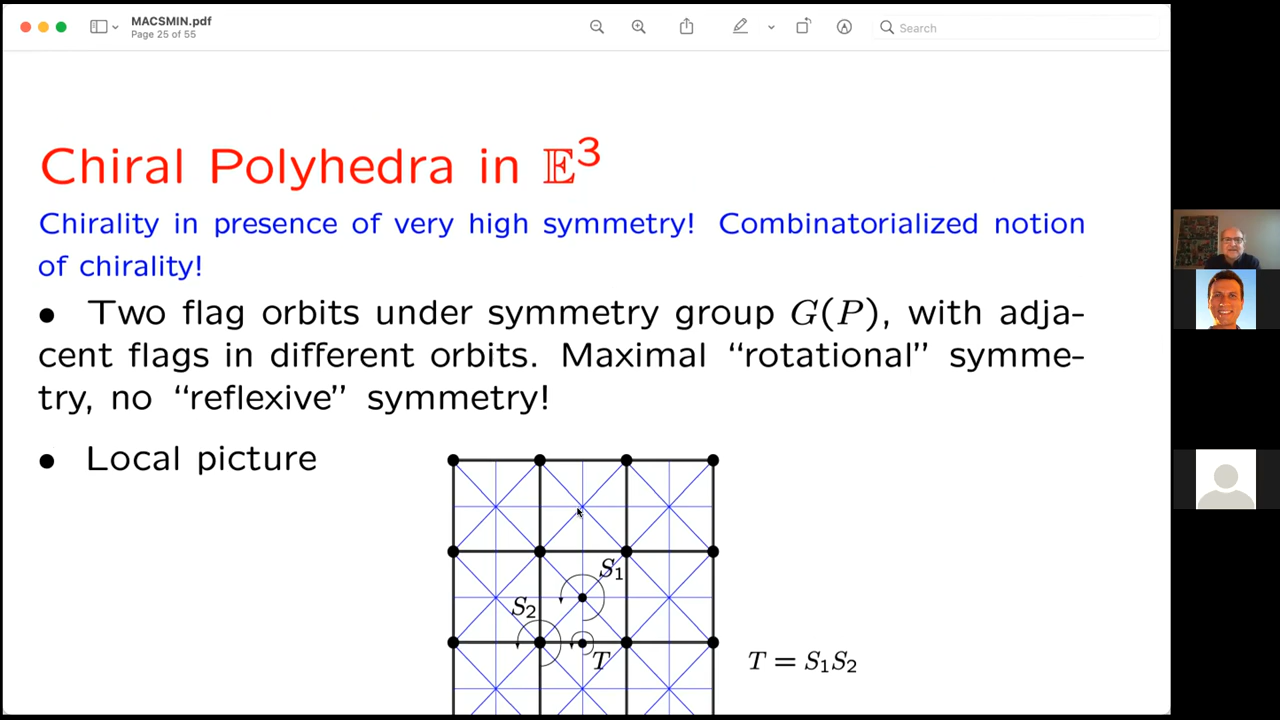 MACSMIN.pdf
Page 25 of 55
Search
Chiral Polyhedra in 𝔼³
Chirality in presence of very high symmetry! Combinatorialized notion
of chirality!
• Two flag orbits under symmetry group G(P), with adja-
cent flags in different orbits. Maximal “rotational” symme-
try, no “reflexive” symmetry!
• Local picture
S₁
S₂
T
T = S₁S₂